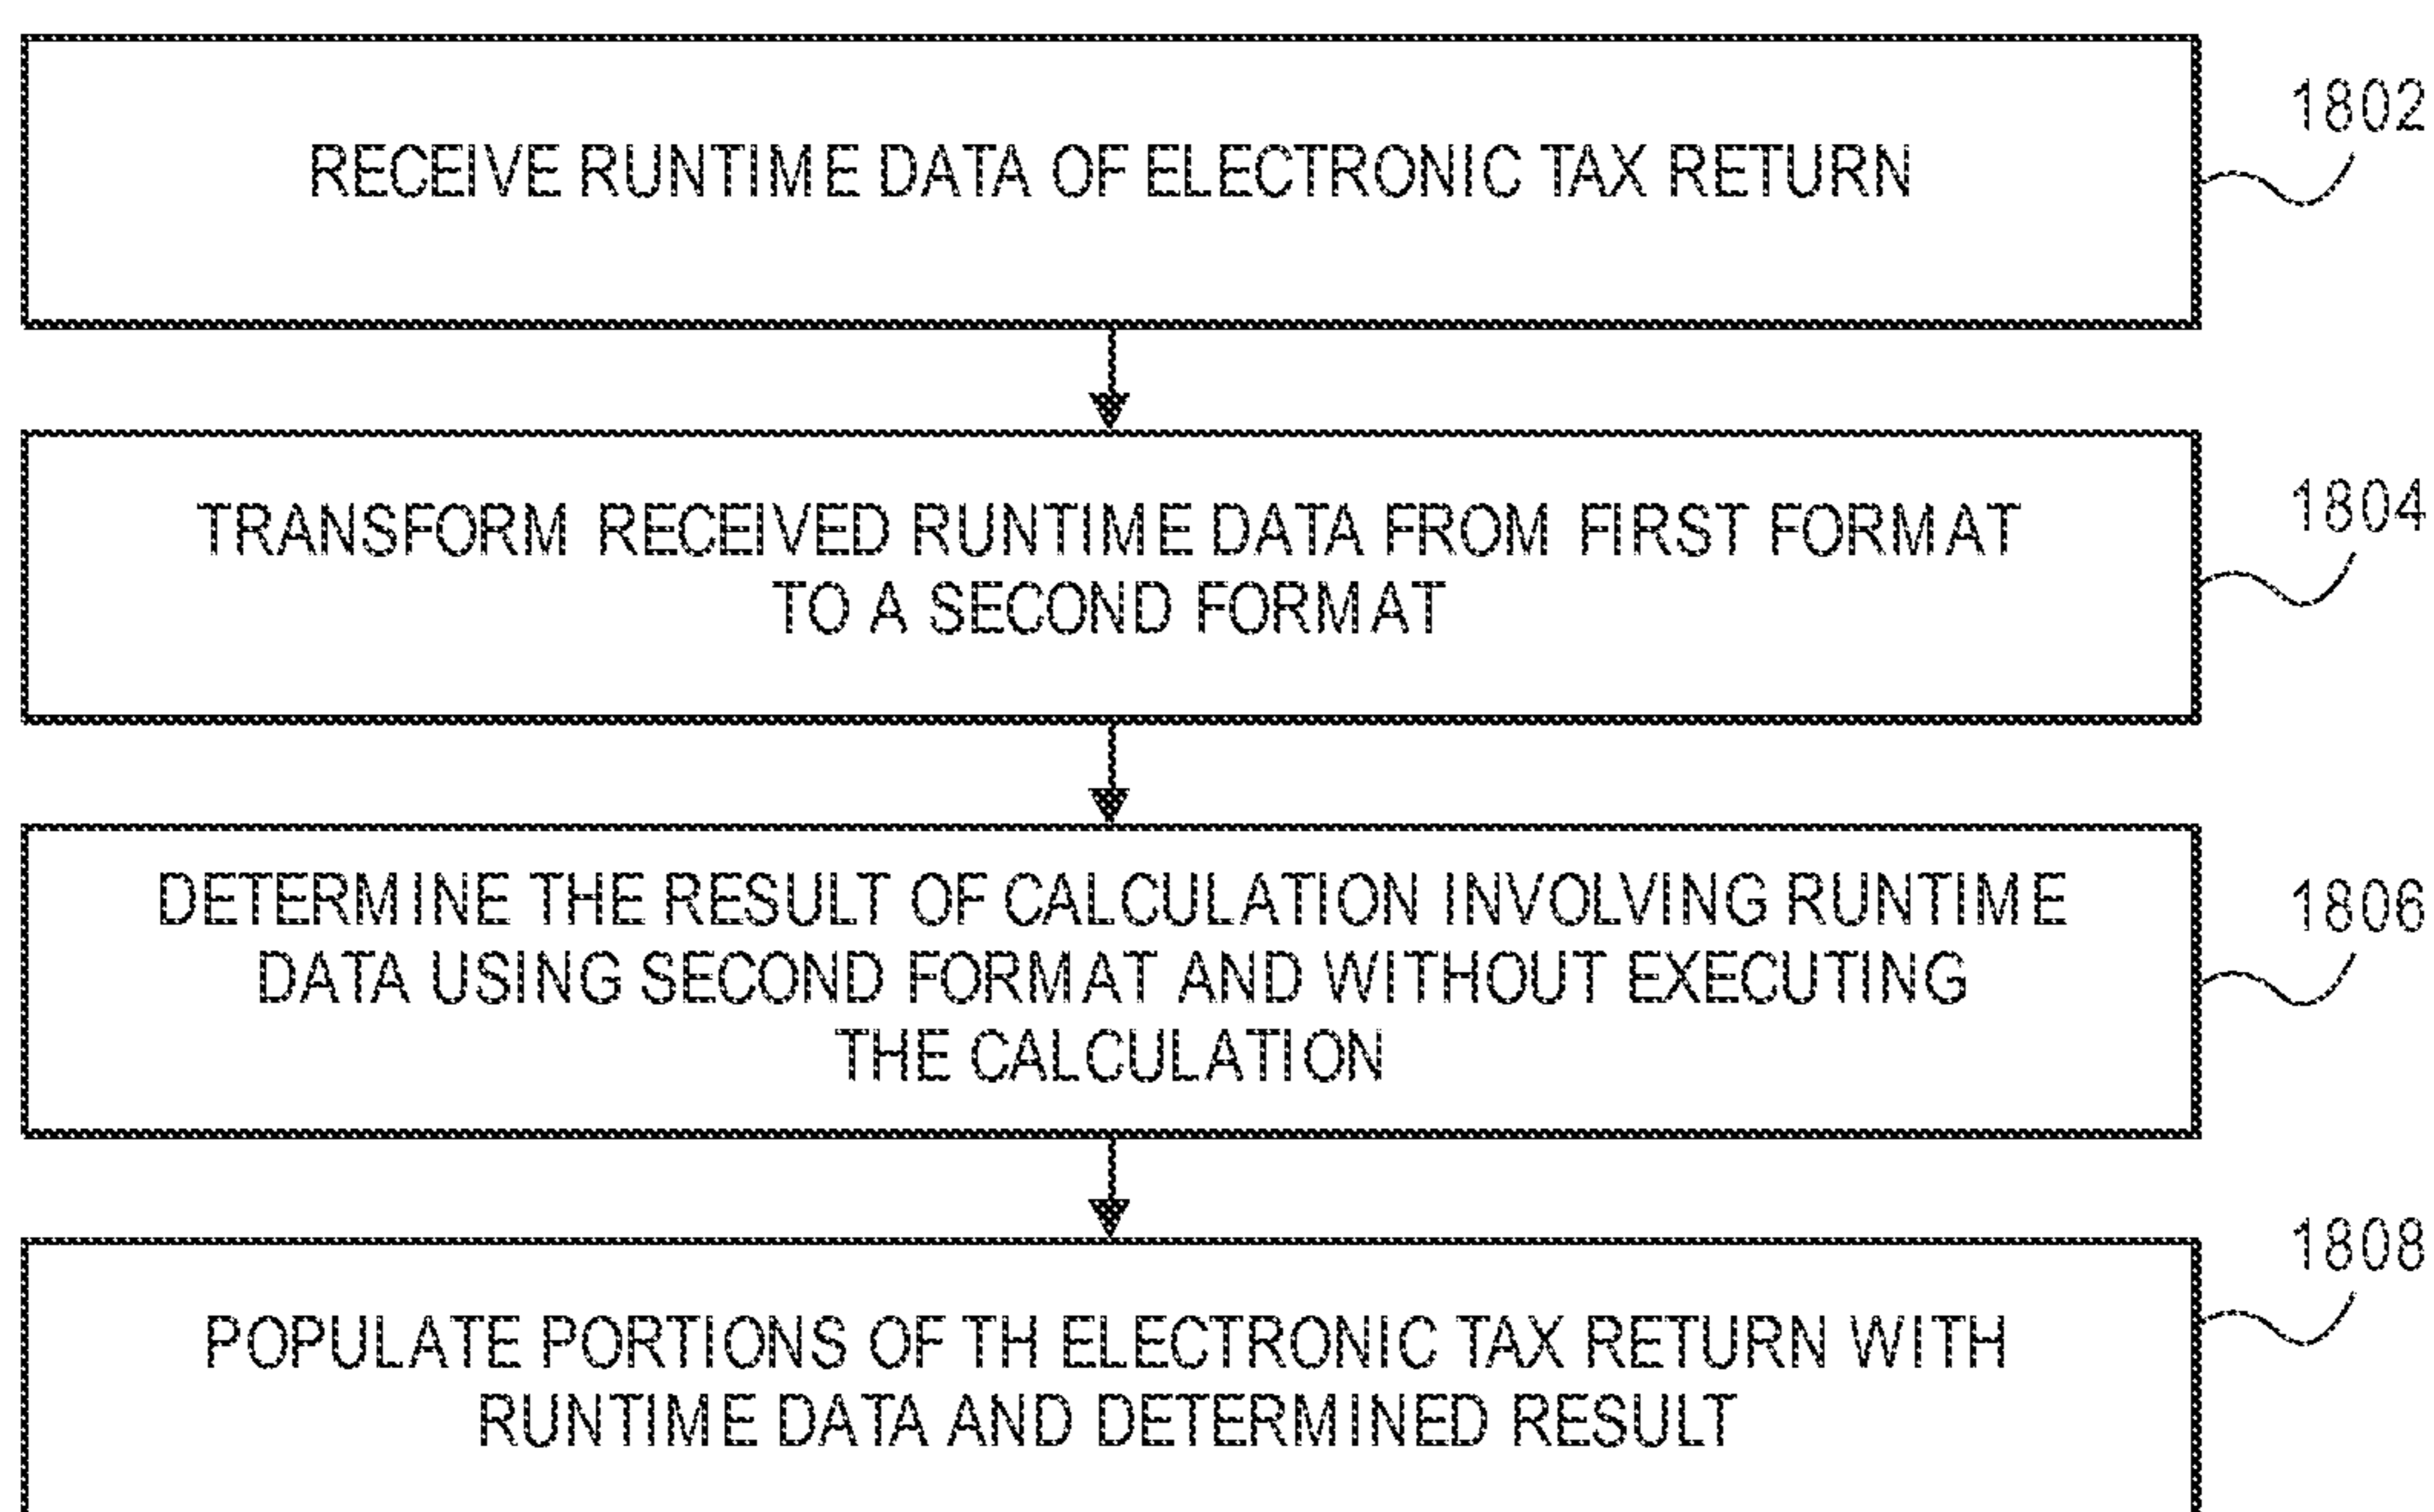 1802
RECEIVE RUNTIME DATA OF ELECTRONIC TAX RETURN
1804
TRANSFORM RECEIVED RUNTIME DATA FROM FIRST FORMAT
TO A SECOND FORMAT
1806
DETERMINE THE RESULT OF CALCULATION INVOLVING RUNTIME
DATA USING SECOND FORMAT AND WITHOUT EXECUTING
THE CALCULATION
1808
POPULATE PORTIONS OF TH ELECTRONIC TAX RETURN WITH
RUNTIME DATA AND DETERMINED RESULT